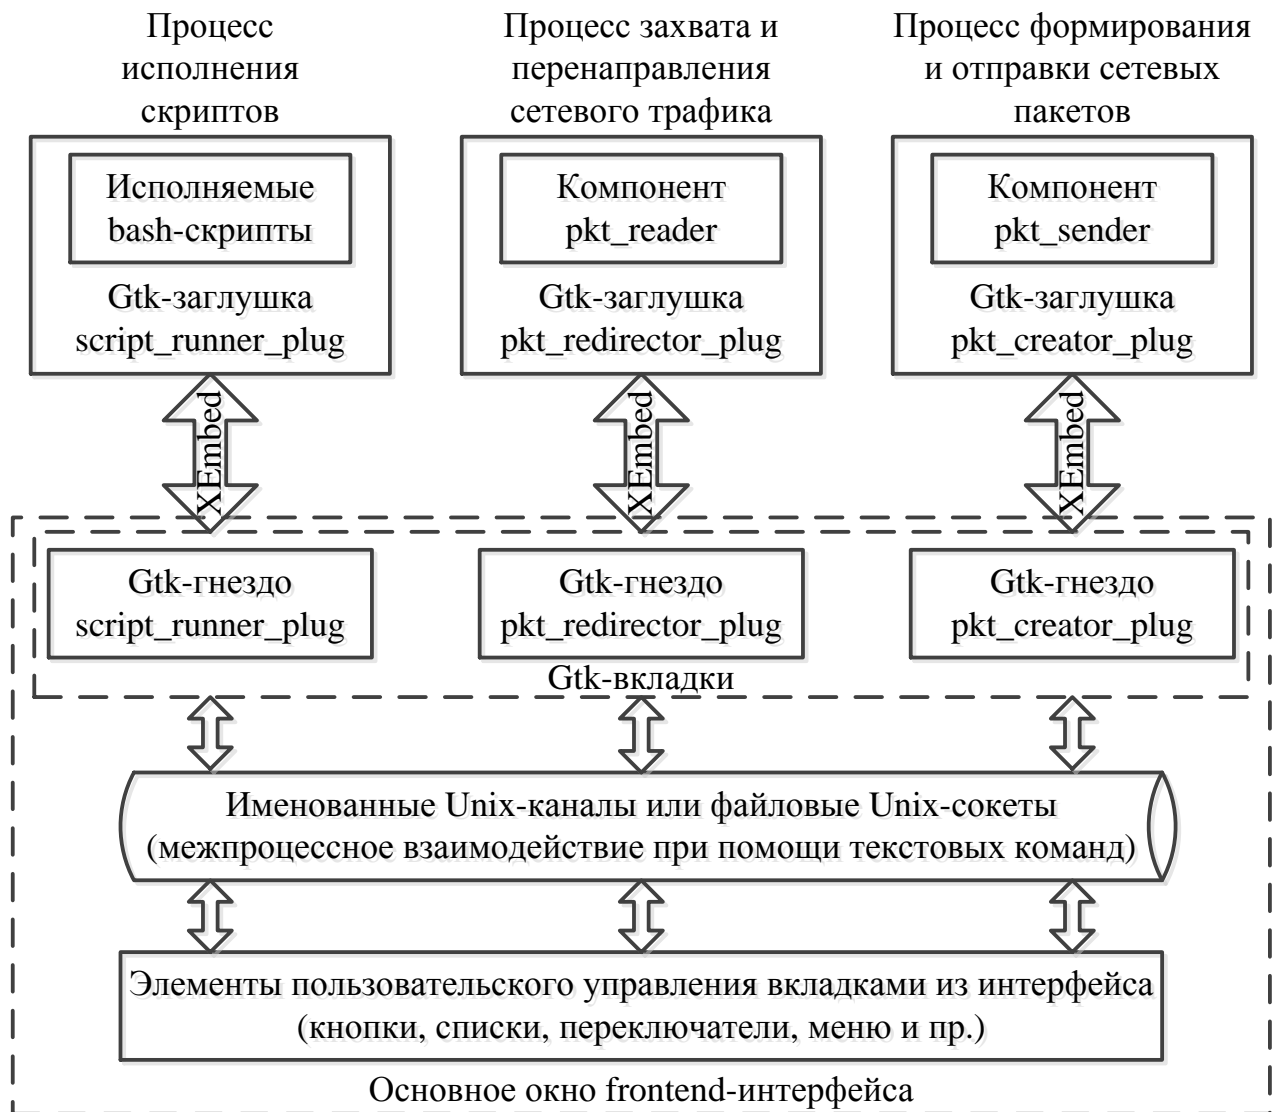 Процесс
исполнения
скриптов
Процесс захвата и
перенаправления
сетевого трафика
Процесс формирования
и отправки сетевых
пакетов
Исполняемые
bash-скрипты
Gtk-заглушка
script_runner_plug
Компонент
pkt_reader
Gtk-заглушка
pkt_redirector_plug
Компонент
pkt_sender
Gtk-заглушка
pkt_creator_plug
XEmbed
XEmbed
XEmbed
Gtk-гнездо
script_runner_plug
Gtk-гнездо
pkt_redirector_plug
Gtk-гнездо
pkt_creator_plug
Gtk-вкладки
Именованные Unix-каналы или файловые Unix-сокеты
(межпроцессное взаимодействие при помощи текстовых команд)
Элементы пользовательского управления вкладками из интерфейса
(кнопки, списки, переключатели, меню и пр.)
Основное окно frontend-интерфейса